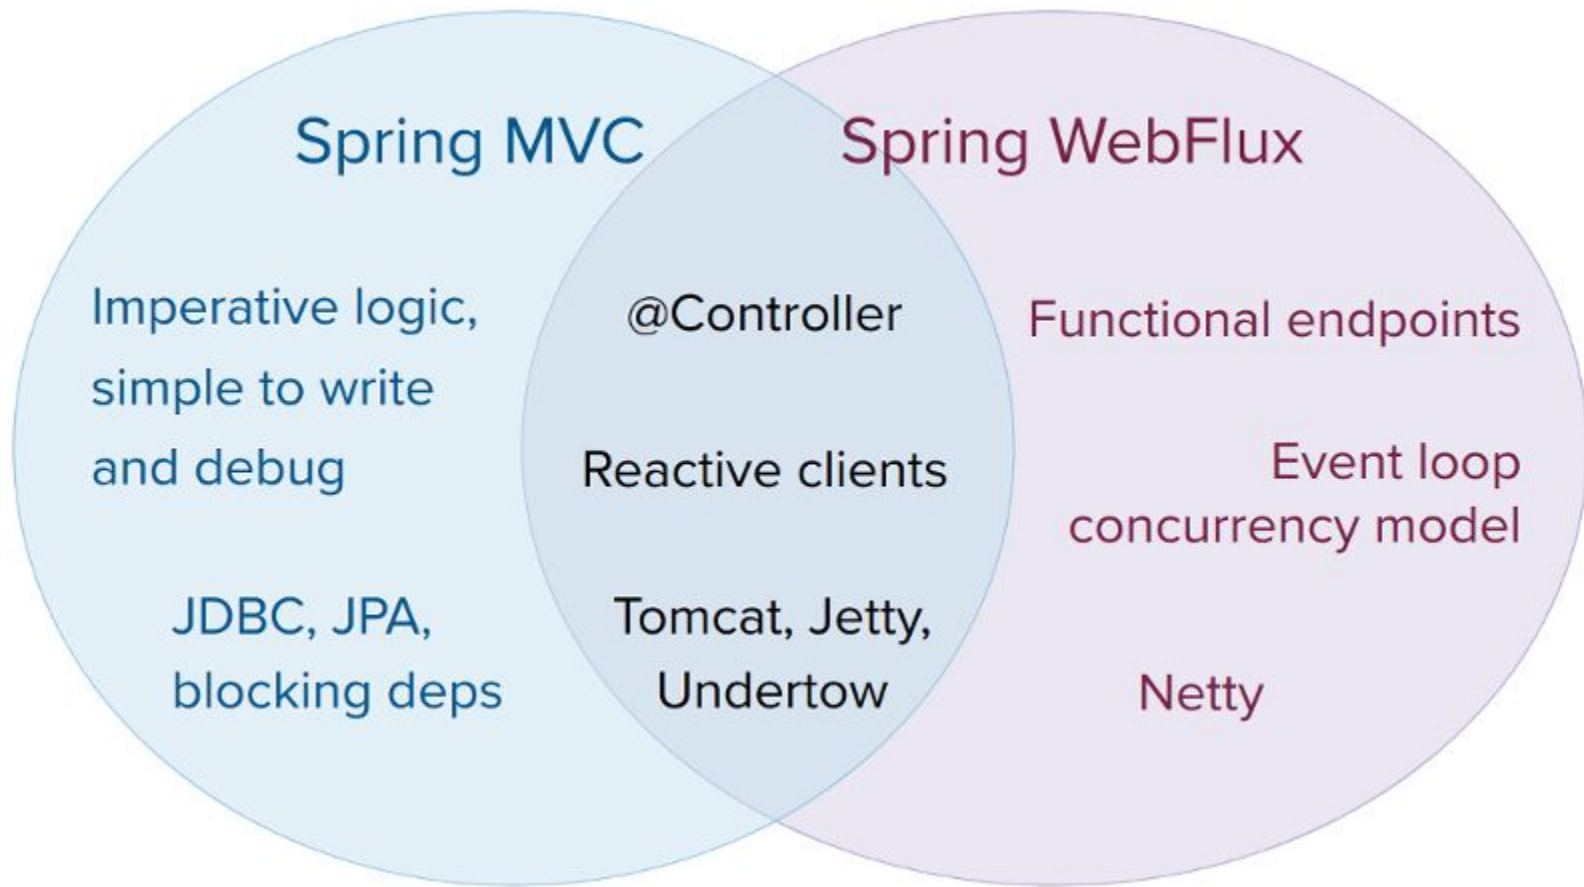 Spring MVC
Spring WebFlux
Imperative logic,
simple to write
and debug
JDBC, JPA,
blocking deps
@Controller
Reactive clients
Tomcat, Jetty,
Undertow
Functional endpoints
Event loop
concurrency model
Netty